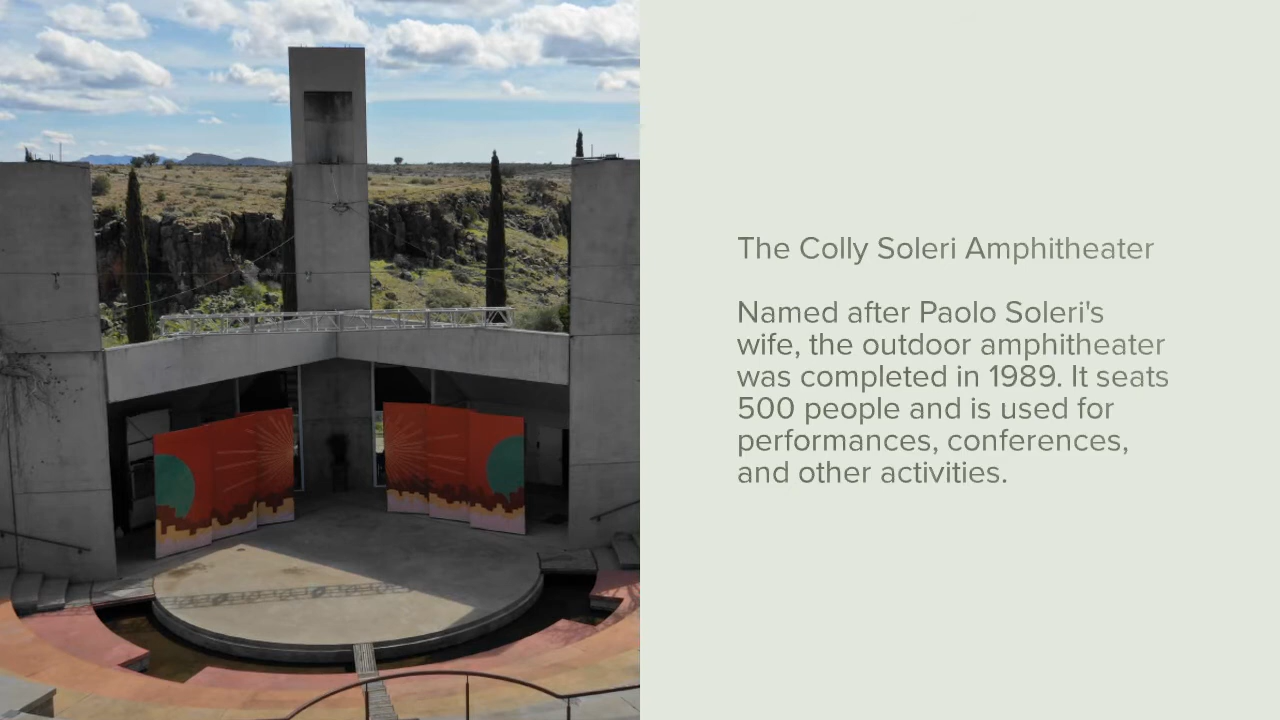 The Colly Soleri Amphitheater
Named after Paolo Soleri's
wife, the outdoor amphitheater
was completed in 1989. It seats
500 people and is used for
performances, conferences,
and other activities.